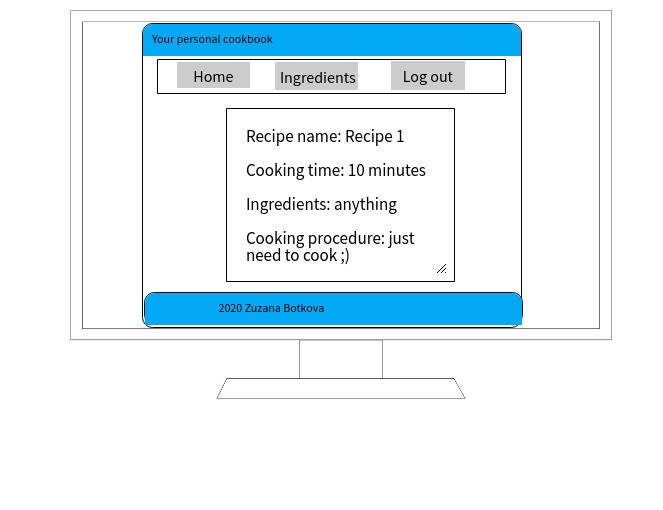 Your personal cookbook
Home Ingredients Log out
Recipe name: Recipe 1
Cooking time: 10 minutes
Ingredients: anything
Cooking procedure: just
need to cook ;)
2020 Zuzana Botkova